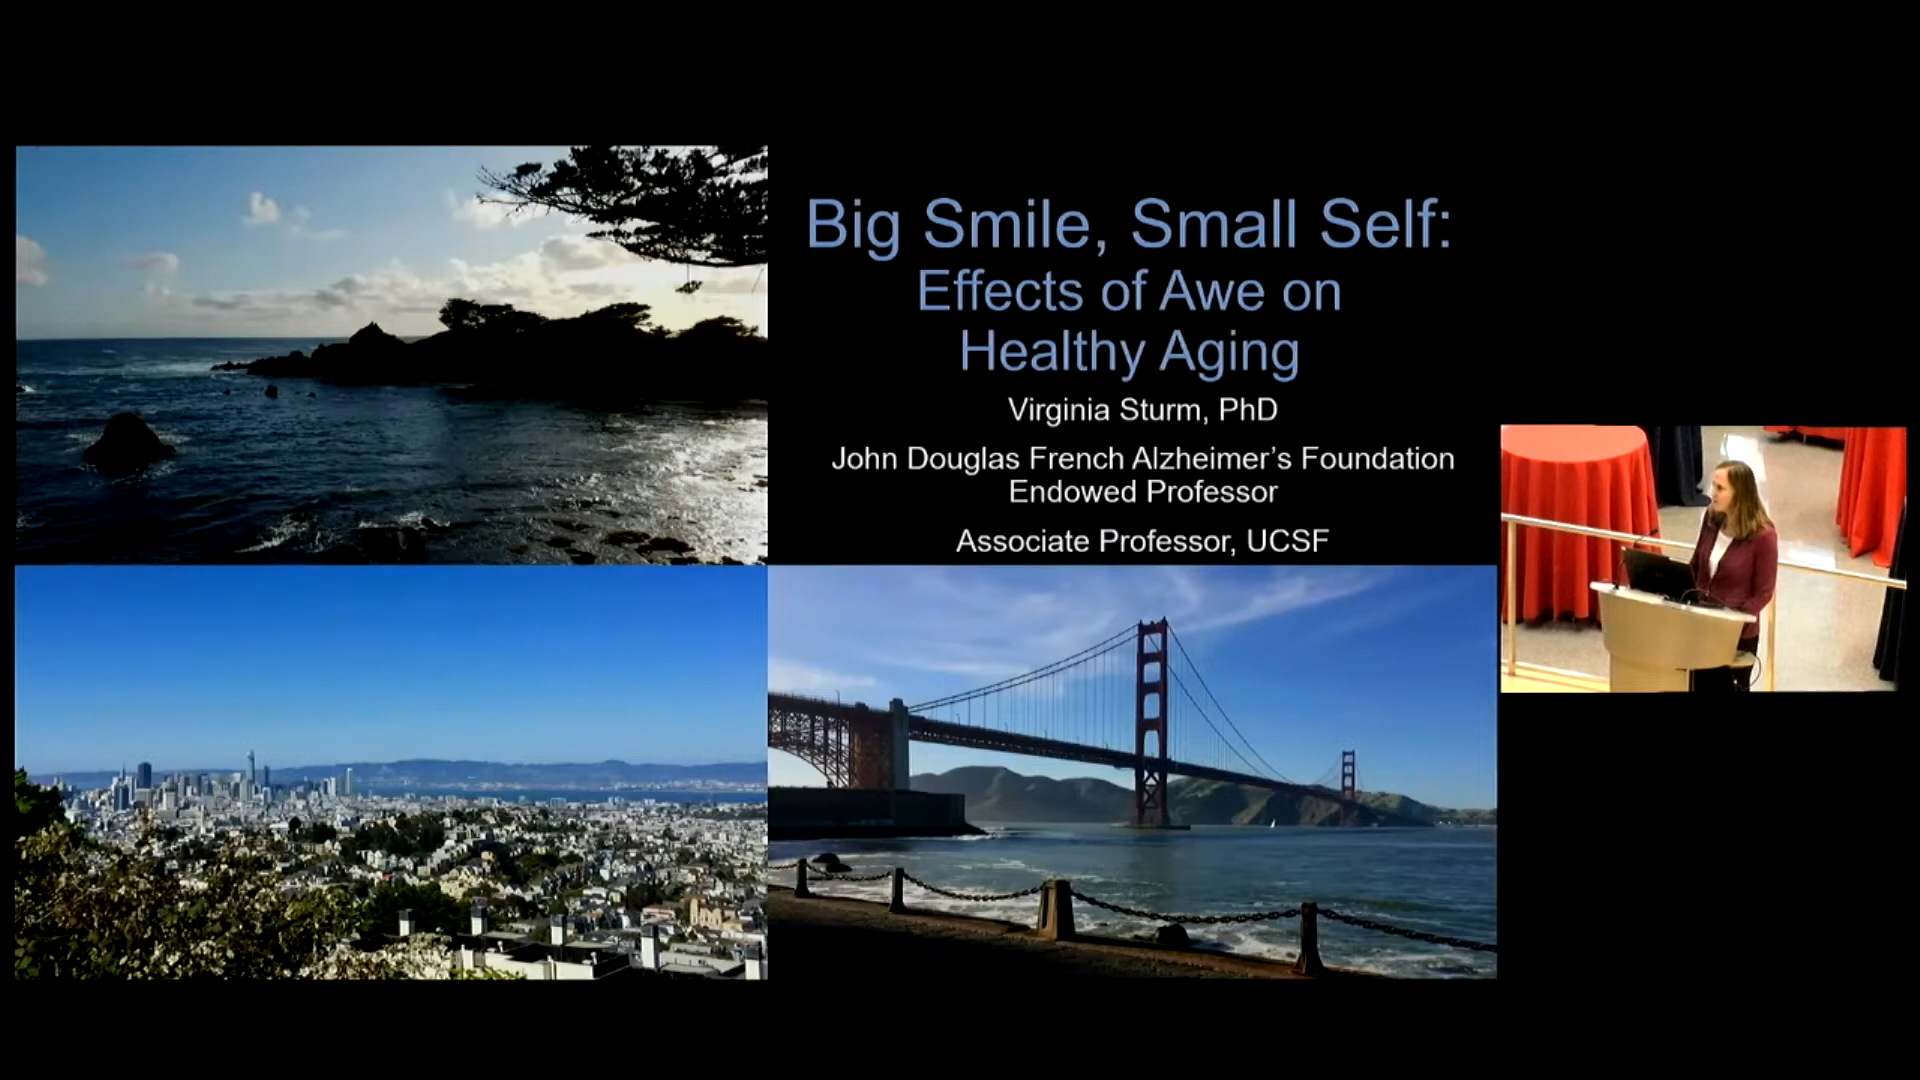 Big Smile, Small Self:
Effects of Awe on
Healthy Aging
Virginia Sturm, PhD
John Douglas French Alzheimer’s Foundation
Endowed Professor
Associate Professor, UCSF